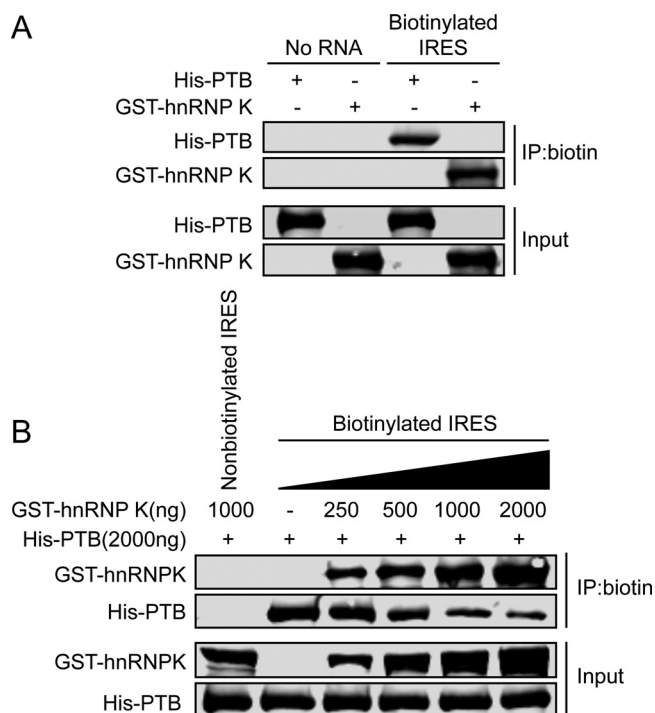 A
Biotinylated
No RNA IRES
His-PTB + - + -
GST-hnRNP K - + - +
His-PTB
GST-hnRNP K
IP:biotin
His-PTB
GST-hnRNP K
Input
B
Nonbiotinylated IRES
Biotinylated IRES
GST-hnRNP K(ng) 1000 - 250 500 1000 2000
His-PTB(2000ng) + + + + + +
GST-hnRNPK
His-PTB
IP:biotin
GST-hnRNPK
His-PTB
Input